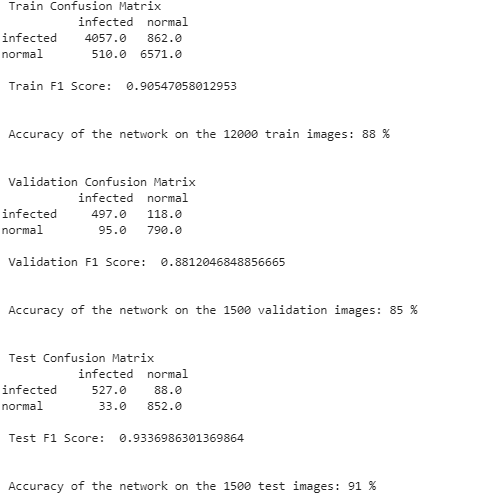 Train Confusion Matrix
infected normal
infected 4057.0 862.0
normal 510.0 6571.0
Train F1 Score: 0.90547058012953
Accuracy of the network on the 12000 train images: 88 %
Validation Confusion Matrix
infected normal
infected 497.0 118.0
normal 95.0 790.0
Validation F1 Score: 0.8812046848856665
Accuracy of the network on the 1500 validation images: 85 %
Test Confusion Matrix
infected normal
infected 527.0 88.0
normal 33.0 852.0
Test F1 Score: 0.9336986301369864
Accuracy of the network on the 1500 test images: 91 %